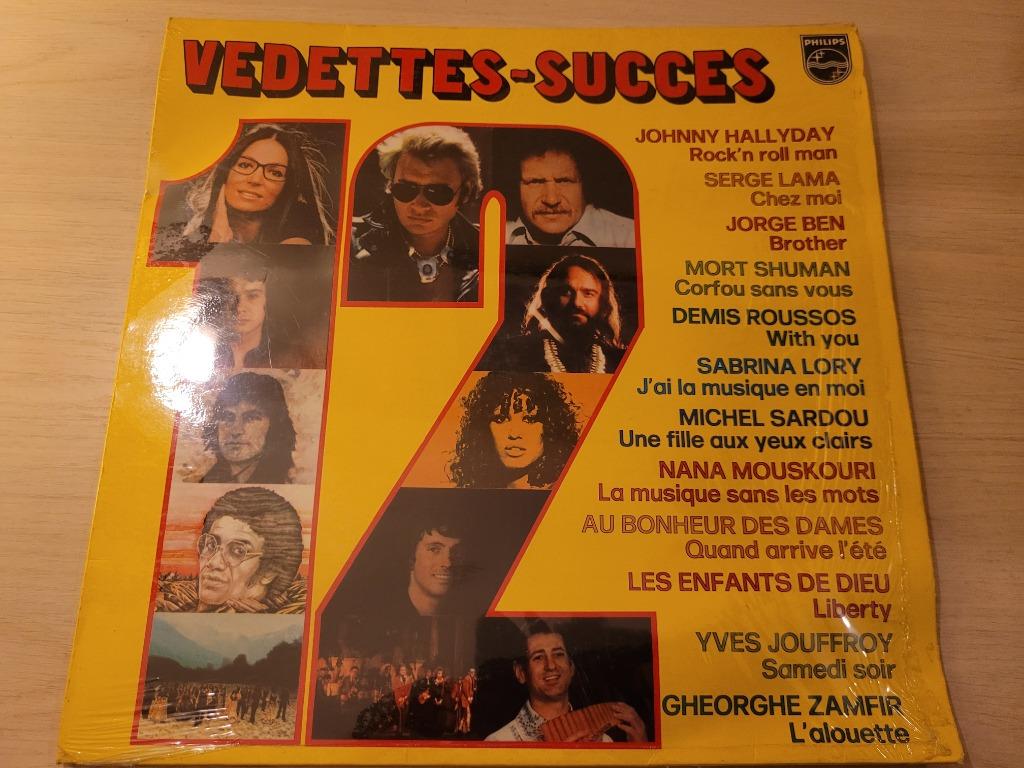 VEDETTES-SUCCES
PHILIPS
12
JOHNNY HALLYDAY
Rock'n roll man
SERGE LAMA
Chez moi
JORGE BEN
Brother
MORT SHUMAN
Corfou sans vous
DEMIS ROUSSOS
With you
SABRINA LORY
J'ai la musique en moi
MICHEL SARDOU
Une fille aux yeux clairs
NANA MOUSKOURI
La musique sans les mots
AU BONHEUR DES DAMES
Quand arrive l'été
LES ENFANTS DE DIEU
Liberty
YVES JOUFFROY
Samedi soir
GHEORGHE ZAMFIR
L'alouette